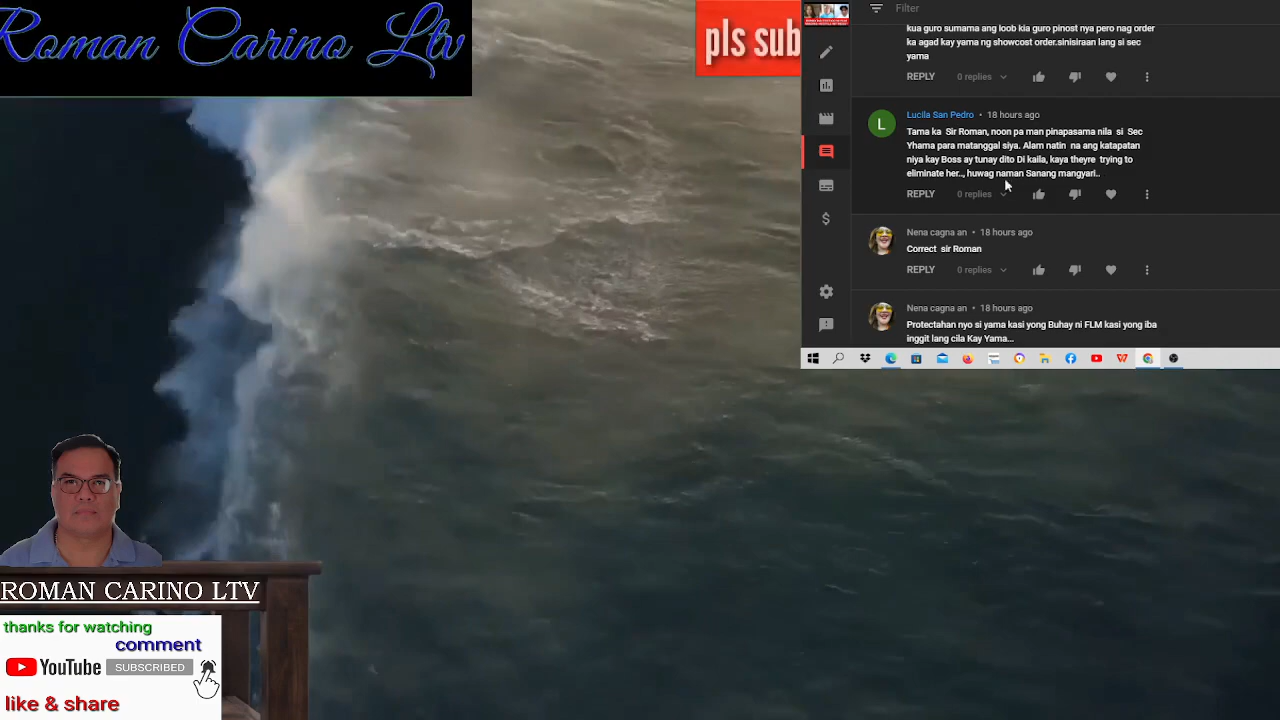 Roman Carino Ltv
pls sub
Filter
kua guro sumama ang loob kia guro pinost nya pero nag order
ka agad kay yama ng showcost order.sinisiraan lang si sec
yama
REPLY 0 replies
Lucila San Pedro • 18 hours ago
L
Tama ka Sir Roman, noon pa man pinapasama nila si Sec
Yhama para matanggal siya. Alam natin na ang katapatan
niya kay Boss ay tunay dito Di kaila, kaya theyre trying to
eliminate her.., huwag naman Sanang mangyari..
REPLY 0 replies
Nena cagna an • 18 hours ago
Correct sir Roman
REPLY 0 replies
Nena cagna an • 18 hours ago
Protectahan nyo si yama kasi yong Buhay ni FLM kasi yong iba
inggit lang cila Kay Yama...
ROMAN CARINO LTV
thanks for watching
comment
YouTube SUBSCRIBED
like & share